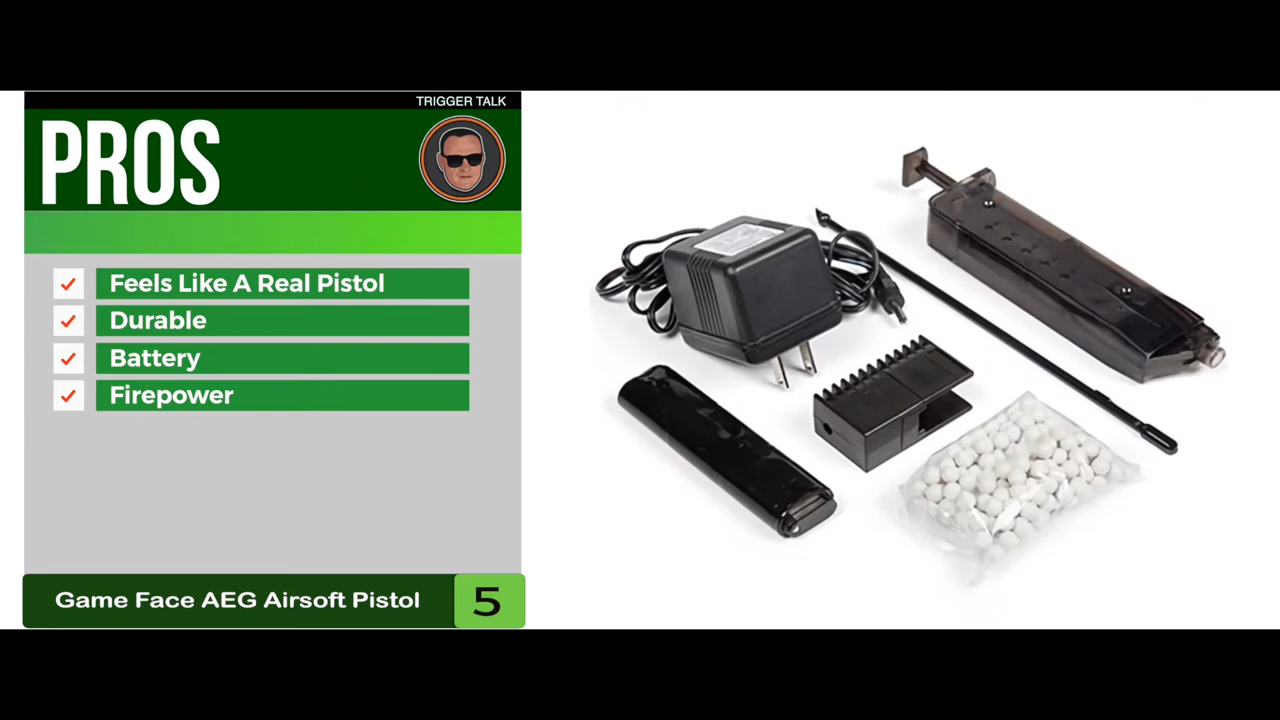 TRIGGER TALK
PROS
Feels Like A Real Pistol
Durable
Battery
Firepower
Game Face AEG Airsoft Pistol
5